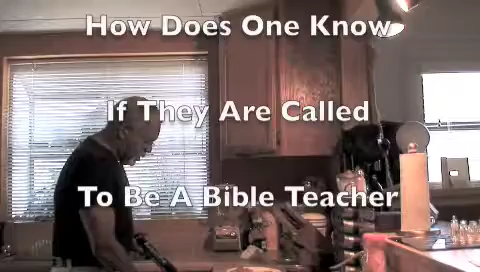 How Does One Know
If They Are Called
To Be A Bible Teacher